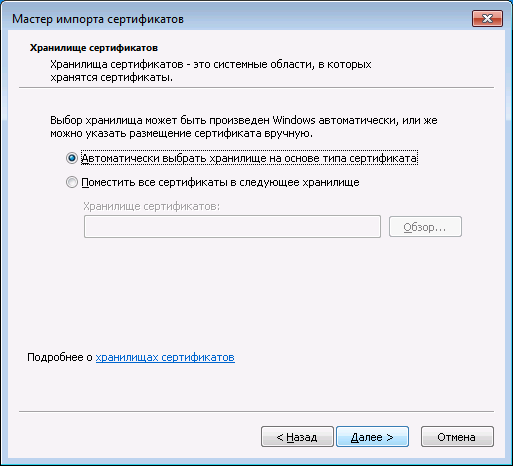 Мастер импорта сертификатов
Хранилище сертификатов
Хранилища сертификатов - это системные области, в которых
хранятся сертификаты.
Выбор хранилища может быть произведен Windows автоматически, или же
можно указать размещение сертификата вручную.
Автоматически выбрать хранилище на основе типа сертификата
Поместить все сертификаты в следующее хранилище
Хранилище сертификатов:
Обзор...
Подробнее о хранилищах сертификатов
< Назад
Далее >
Отмена